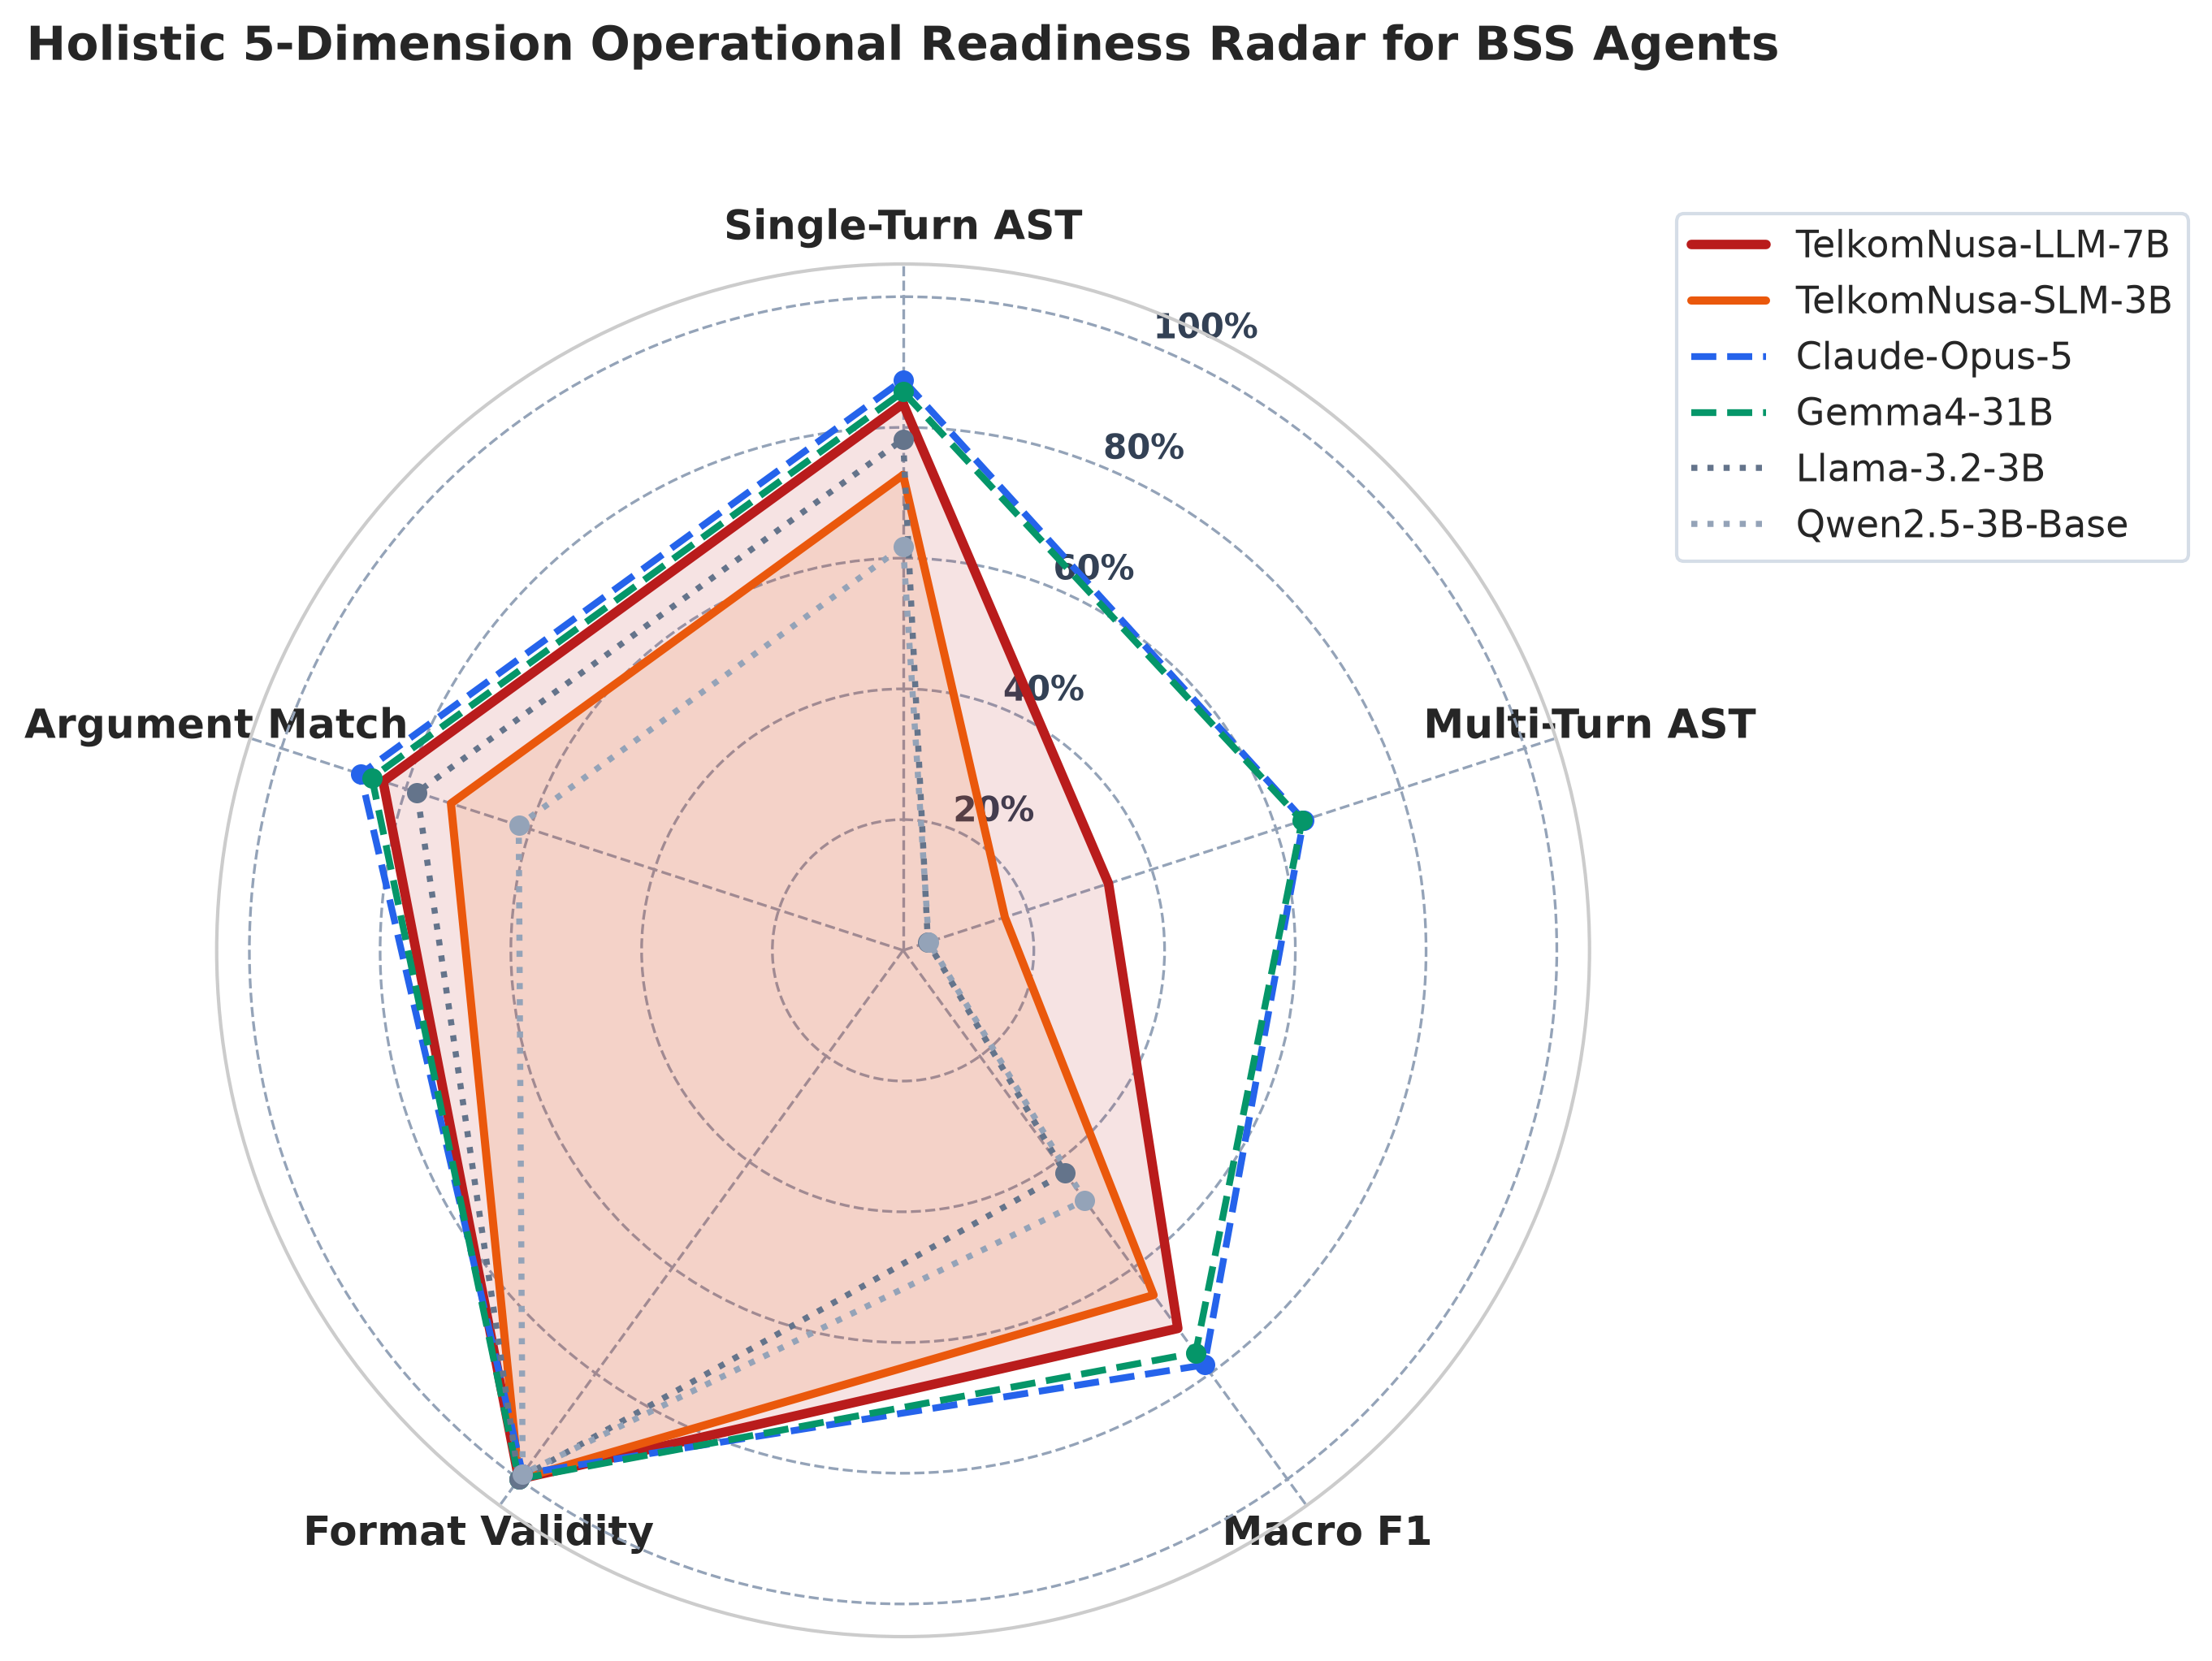 Holistic 5-Dimension Operational Readiness Radar for BSS Agents
Single-Turn AST
TelkomNusa-LLM-7B
TelkomNusa-SLM-3B
Claude-Opus-5
Gemma4-31B
Llama-3.2-3B
Qwen2.5-3B-Base
100%
80%
60%
40%
20%
Argument Match
Multi-Turn AST
Format Validity
Macro F1